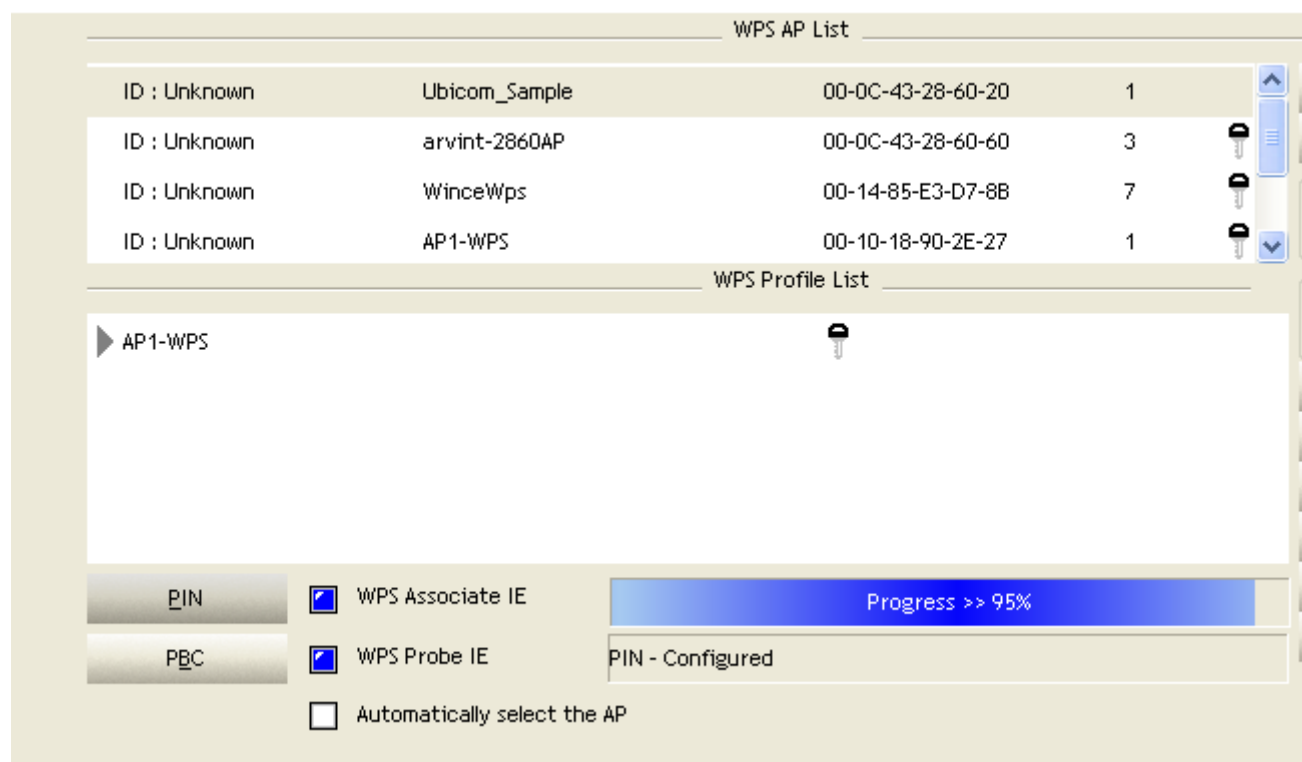 WPS AP List
ID : Unknown Ubicom_Sample 00-0C-43-28-60-20 1
ID : Unknown arvint-2860AP 00-0C-43-28-60-60 3
ID : Unknown WinceWps 00-14-85-E3-D7-8B 7
ID : Unknown AP1-WPS 00-10-18-90-2E-27 1
WPS Profile List
AP1-WPS
PIN WPS Associate IE Progress >> 95%
PBC WPS Probe IE PIN - Configured
Automatically select the AP